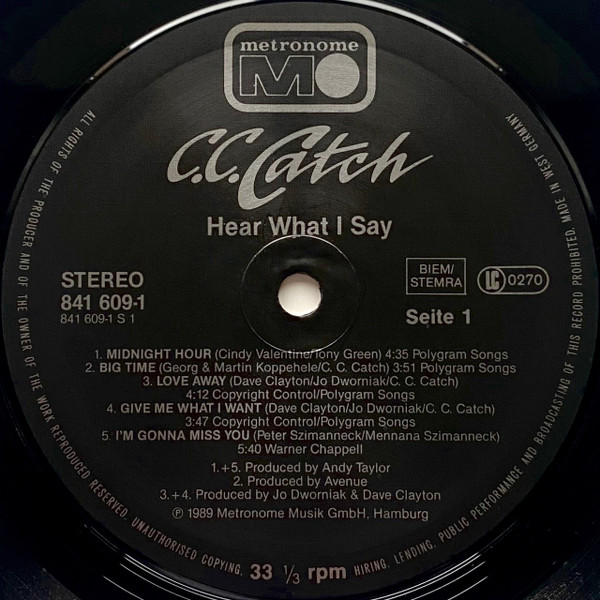 metronome
M
C.C. Catch
Hear What I Say
STEREO
841 609-1
841 609-1 S 1
BIEM/
STEMRA
LC 0270
Seite 1
1. MIDNIGHT HOUR (Cindy Valentine/Tony Green) 4:35 Polygram Songs
2. BIG TIME (Georg & Martin Koppehele/C. C. Catch) 3:51 Polygram Songs
3. LOVE AWAY (Dave Clayton/Jo Dworniak/C. C. Catch)
4:12 Copyright Control/Polygram Songs
4. GIVE ME WHAT I WANT (Dave Clayton/Jo Dworniak/C. C. Catch)
3:47 Copyright Control/Polygram Songs
5. I'M GONNA MISS YOU (Peter Szimanneck/Mennana Szimanneck)
5:40 Warner Chappell
1.+5. Produced by Andy Taylor
2. Produced by Avenue
3.+4. Produced by Jo Dworniak & Dave Clayton
℗ 1989 Metronome Musik GmbH, Hamburg
ALL RIGHTS OF THE PRODUCER AND OF THE OWNER OF THE WORK REPRODUCED RESERVED. UNAUTHORISED COPYING, 33 ⅓ rpm HIRING, LENDING, PUBLIC PERFORMANCE AND BROADCASTING OF THIS RECORD PROHIBITED. MADE IN WEST GERMANY